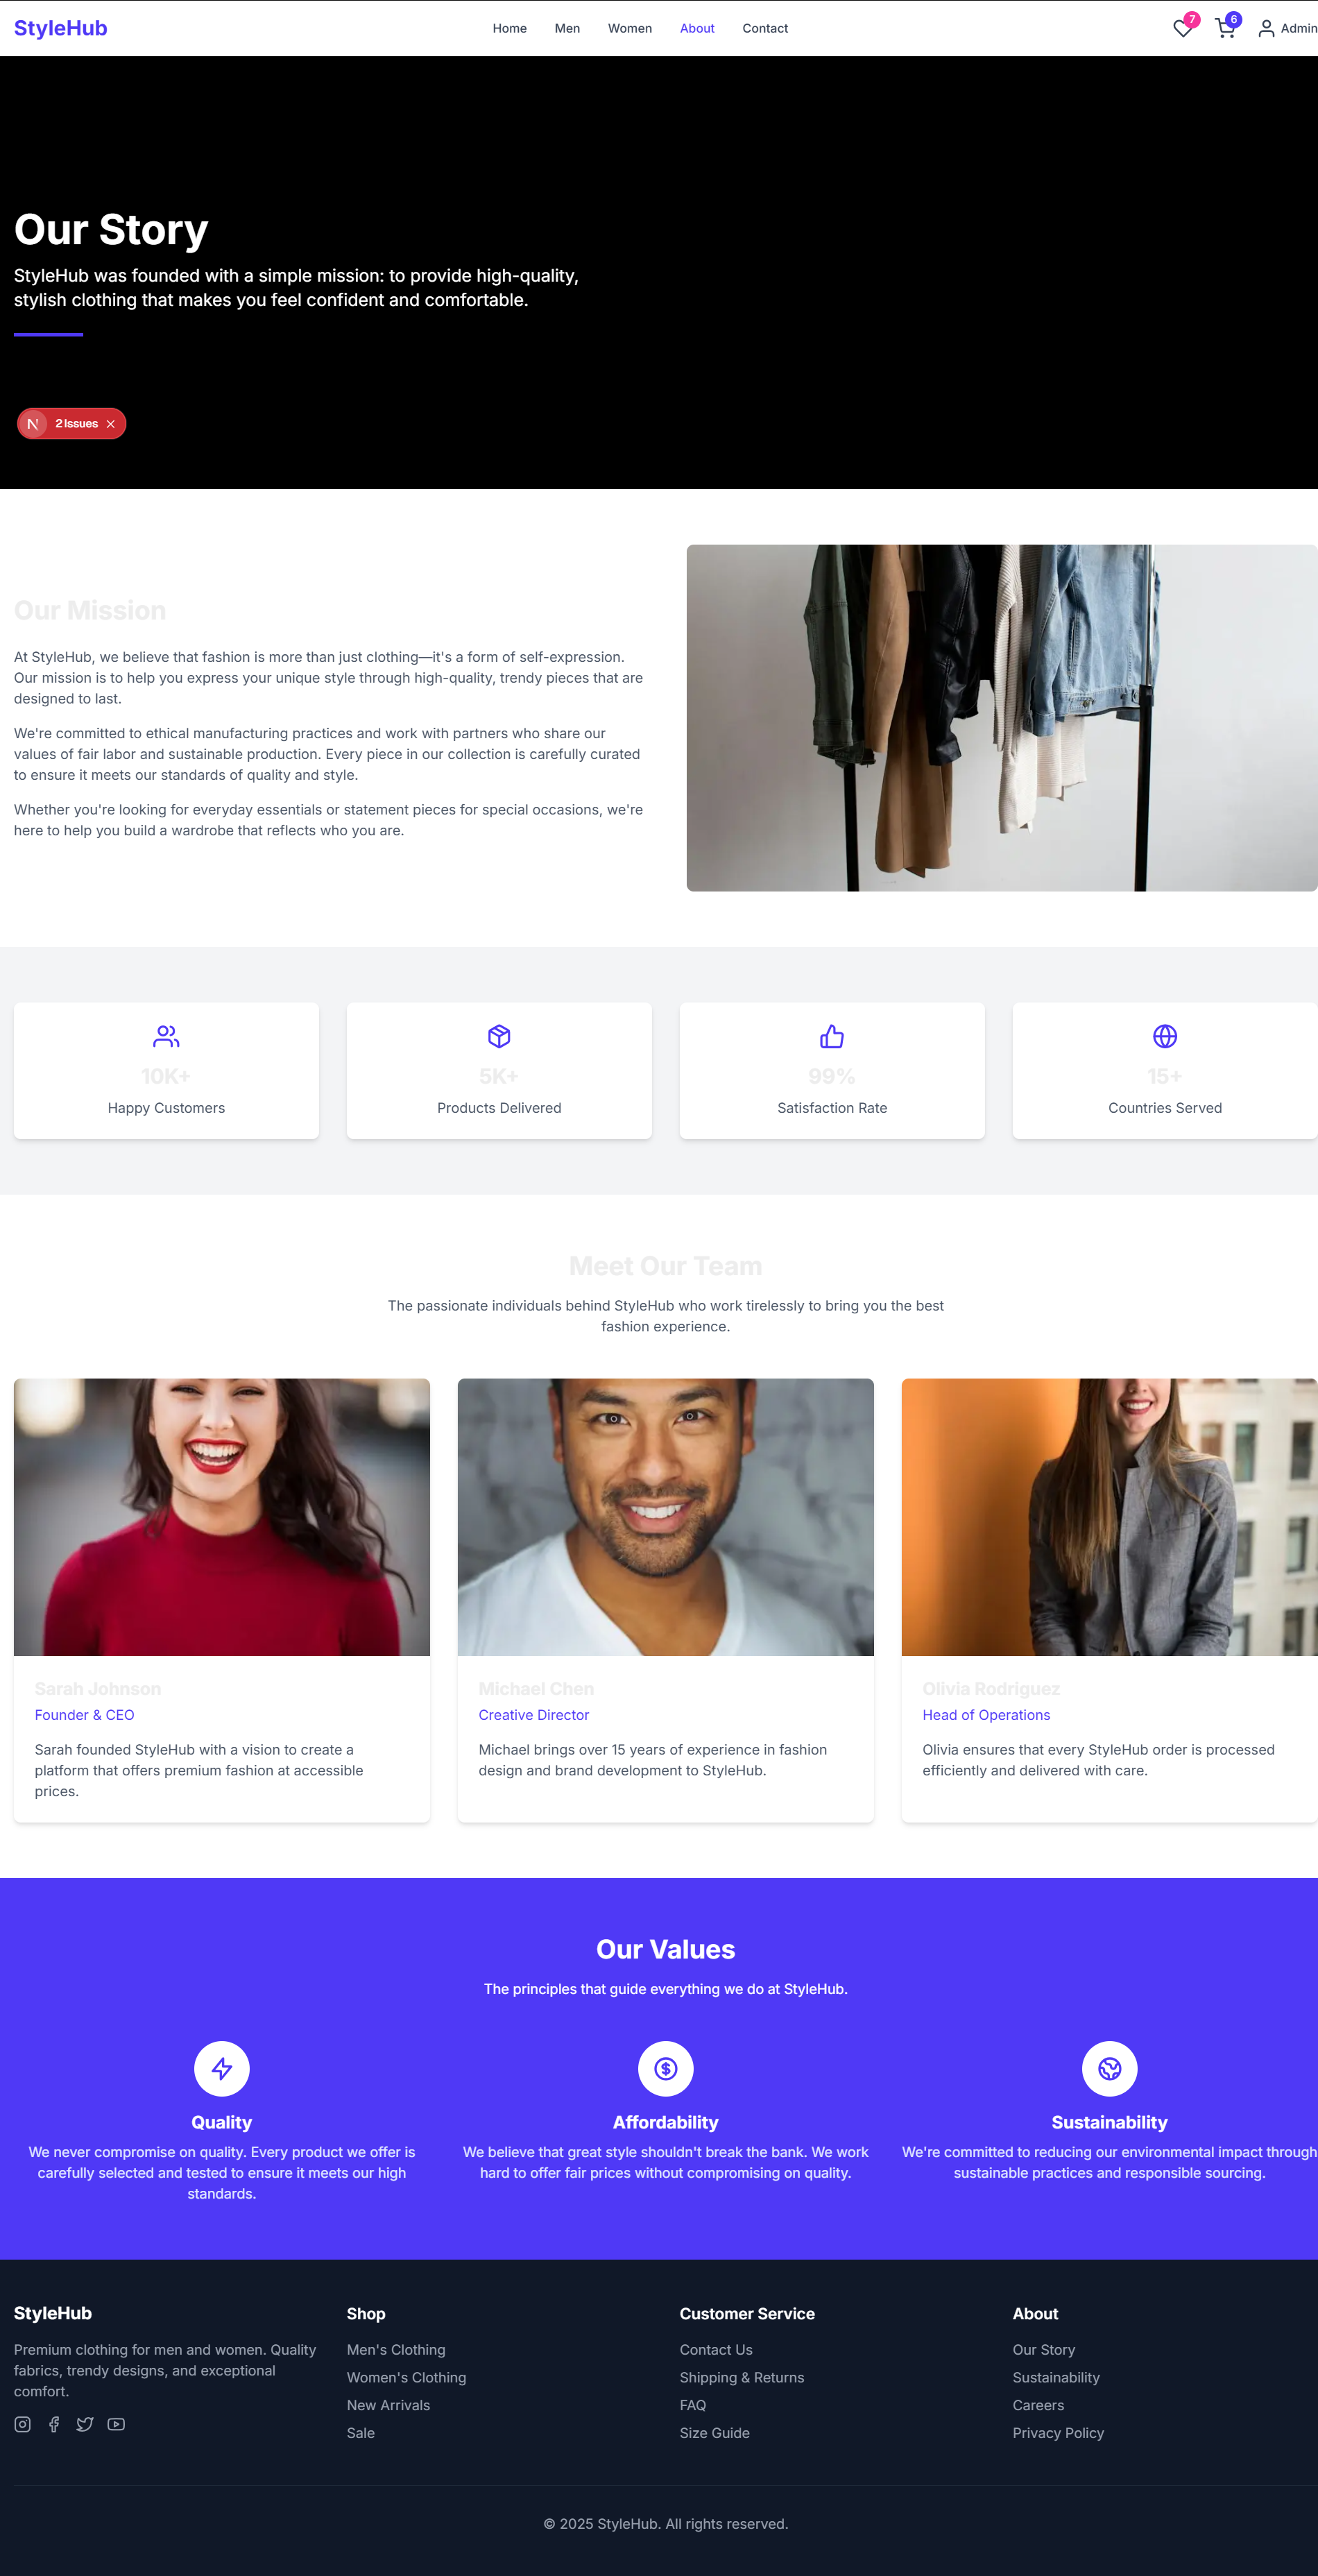 StyleHub
Home Men Women About Contact
7 6 Admin
Our Story
StyleHub was founded with a simple mission: to provide high-quality,
stylish clothing that makes you feel confident and comfortable.
N 2 Issues
Our Mission
At StyleHub, we believe that fashion is more than just clothing—it's a form of self-expression.
Our mission is to help you express your unique style through high-quality, trendy pieces that are
designed to last.
We're committed to ethical manufacturing practices and work with partners who share our
values of fair labor and sustainable production. Every piece in our collection is carefully curated
to ensure it meets our standards of quality and style.
Whether you're looking for everyday essentials or statement pieces for special occasions, we're
here to help you build a wardrobe that reflects who you are.
10K+
Happy Customers
5K+
Products Delivered
99%
Satisfaction Rate
15+
Countries Served
Meet Our Team
The passionate individuals behind StyleHub who work tirelessly to bring you the best
fashion experience.
Sarah Johnson
Founder & CEO
Sarah founded StyleHub with a vision to create a
platform that offers premium fashion at accessible
prices.
Michael Chen
Creative Director
Michael brings over 15 years of experience in fashion
design and brand development to StyleHub.
Olivia Rodriguez
Head of Operations
Olivia ensures that every StyleHub order is processed
efficiently and delivered with care.
Our Values
The principles that guide everything we do at StyleHub.
Quality
We never compromise on quality. Every product we offer is
carefully selected and tested to ensure it meets our high
standards.
Affordability
We believe that great style shouldn't break the bank. We work
hard to offer fair prices without compromising on quality.
Sustainability
We're committed to reducing our environmental impact through
sustainable practices and responsible sourcing.
StyleHub
Premium clothing for men and women. Quality
fabrics, trendy designs, and exceptional
comfort.
Shop
Men's Clothing
Women's Clothing
New Arrivals
Sale
Customer Service
Contact Us
Shipping & Returns
FAQ
Size Guide
About
Our Story
Sustainability
Careers
Privacy Policy
© 2025 StyleHub. All rights reserved.